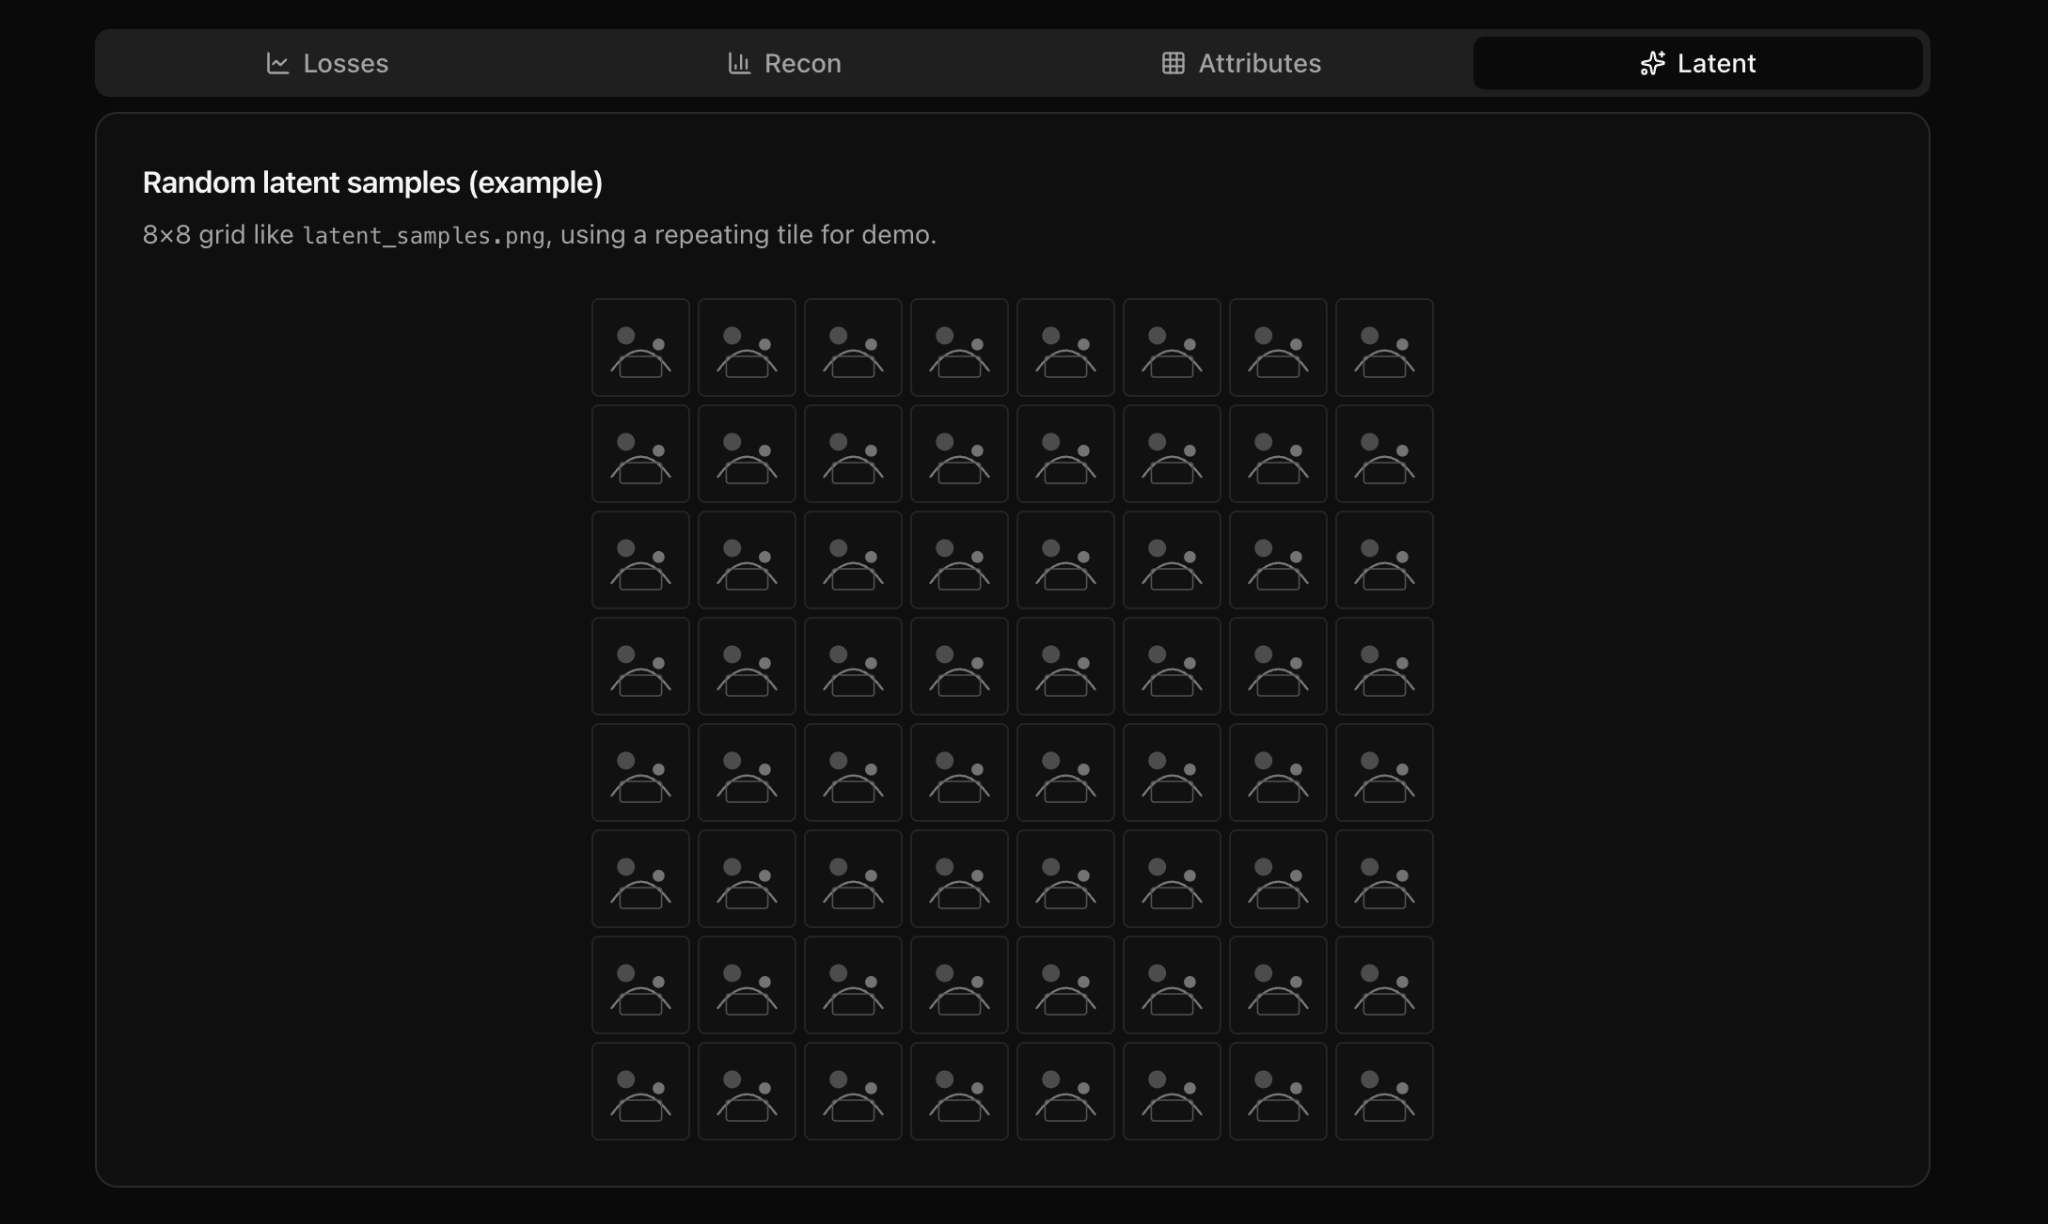 Losses
Recon
Attributes
Latent
Random latent samples (example)
8×8 grid like latent_samples.png, using a repeating tile for demo.